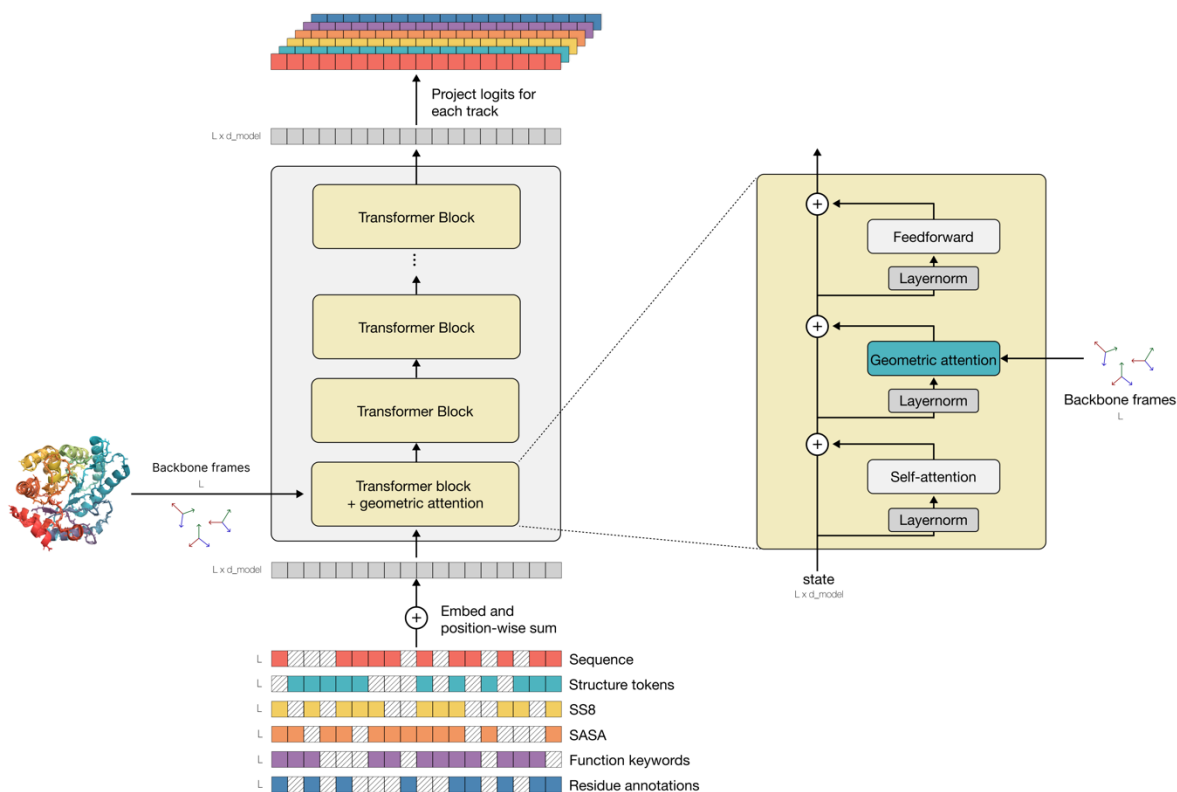 Project logits for
each track
L x d_model
Transformer Block
⋮
Transformer Block
Transformer Block
Backbone frames
L
Transformer block
+ geometric attention
L x d_model
Embed and
position-wise sum
L
Sequence
L
Structure tokens
L
SS8
L
SASA
L
Function keywords
L
Residue annotations
Feedforward
Layernorm
Geometric attention
Layernorm
Backbone frames
L
Self-attention
Layernorm
state
L x d_model